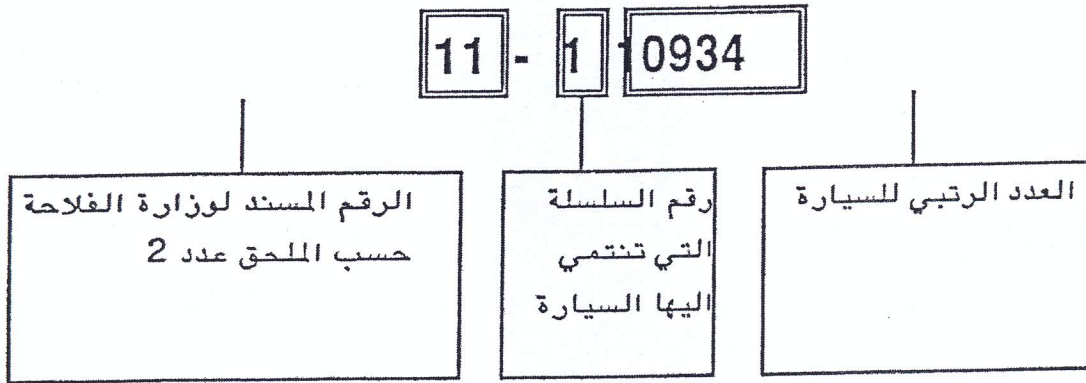 11 - 1 10934
العدد الرتبي للسيارة
رقم السلسلة
التي تنتمي
اليها السيارة
الرقم المسند لوزارة الفلاحة
حسب الملحق عدد 2